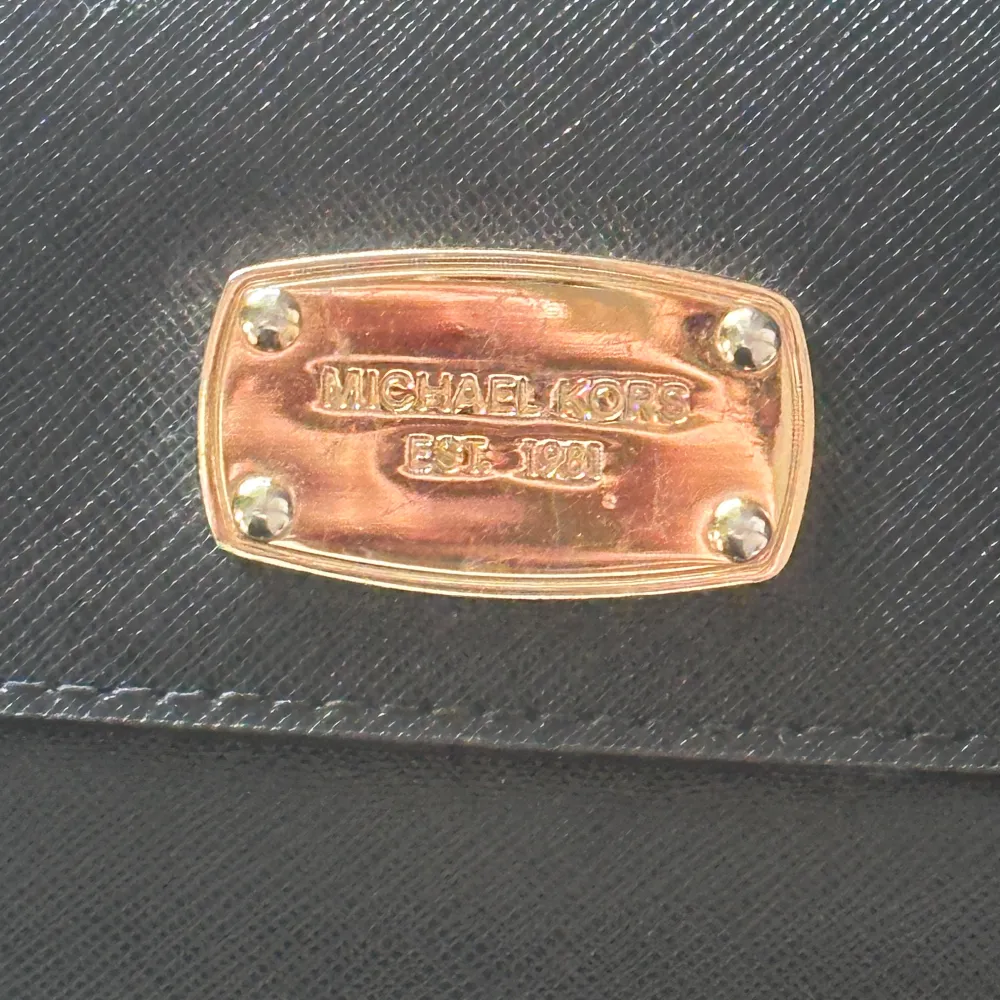 MICHAEL KORS
EST. 1981